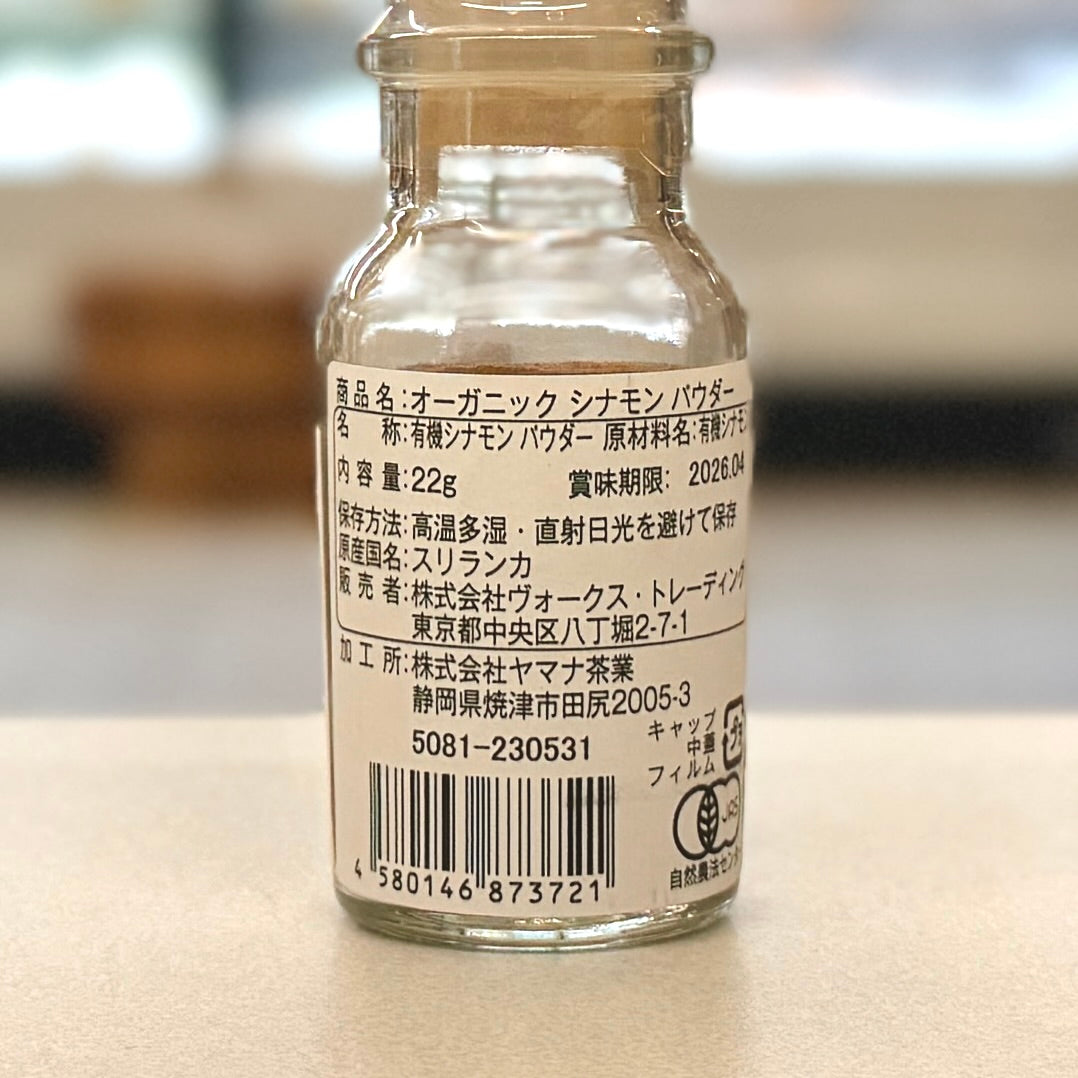 商品名:オーガニック シナモン パウダー
名　称:有機シナモン パウダー 原材料名:有機シナモ
内容量:22g 賞味期限: 2026.04
保存方法:高温多湿・直射日光を避けて保存
原産国名:スリランカ
販売者:株式会社ヴォークス・トレーディング
東京都中央区八丁堀2-7-1
加工所:株式会社ヤマナ茶業
静岡県焼津市田尻2005-3
5081-230531
キャップ
中蓋
フィルム
プラ
JAS
自然農法センター
4 580146 873721